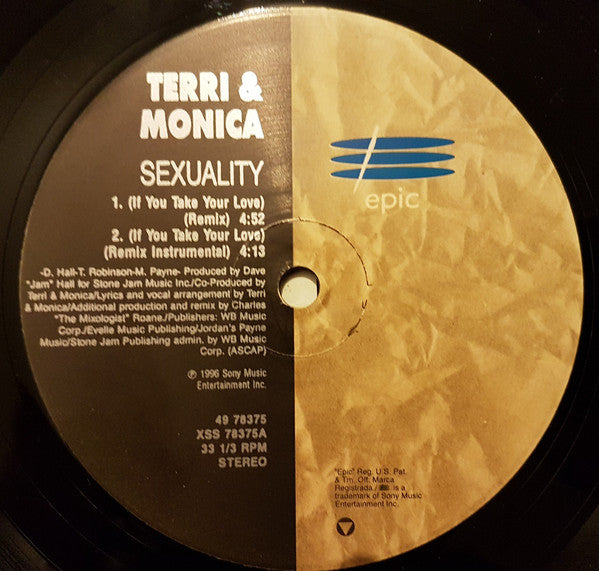 TERRI &
MONICA
SEXUALITY
1. (If You Take Your Love)
(Remix) 4:52
2. (If You Take Your Love)
(Remix Instrumental) 4:13
-D. Hall-T. Robinson-M. Payne- Produced by Dave
"Jam" Hall for Stone Jam Music Inc./Co-Produced by
Terri & Monica/Lyrics and vocal arrangement by Terri
& Monica/Additional production and remix by Charles
"The Mixologist" Roane./Publishers: WB Music
Corp./Evelle Music Publishing/Jordan's Payne
Music/Stone Jam Publishing admin. by WB Music
Corp. (ASCAP)
℗ 1996 Sony Music
Entertainment Inc.
49 78375
XSS 78375A
33 1/3 RPM
STEREO
epic
"Epic" Reg. U.S. Pat.
& Tm. Off. Marca
Registrada./ is a
trademark of Sony Music
Entertainment Inc.